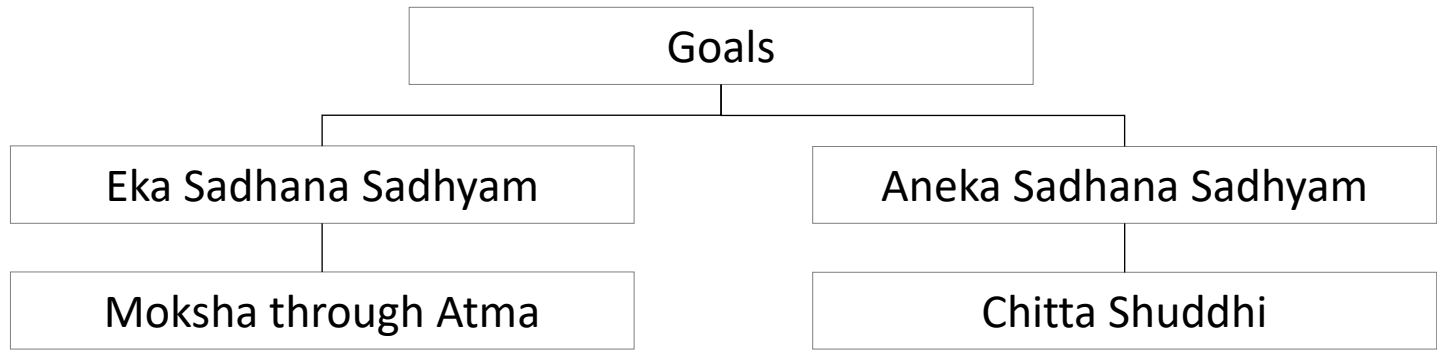 Goals
Eka Sadhana Sadhyam
Aneka Sadhana Sadhyam
Moksha through Atma
Chitta Shuddhi